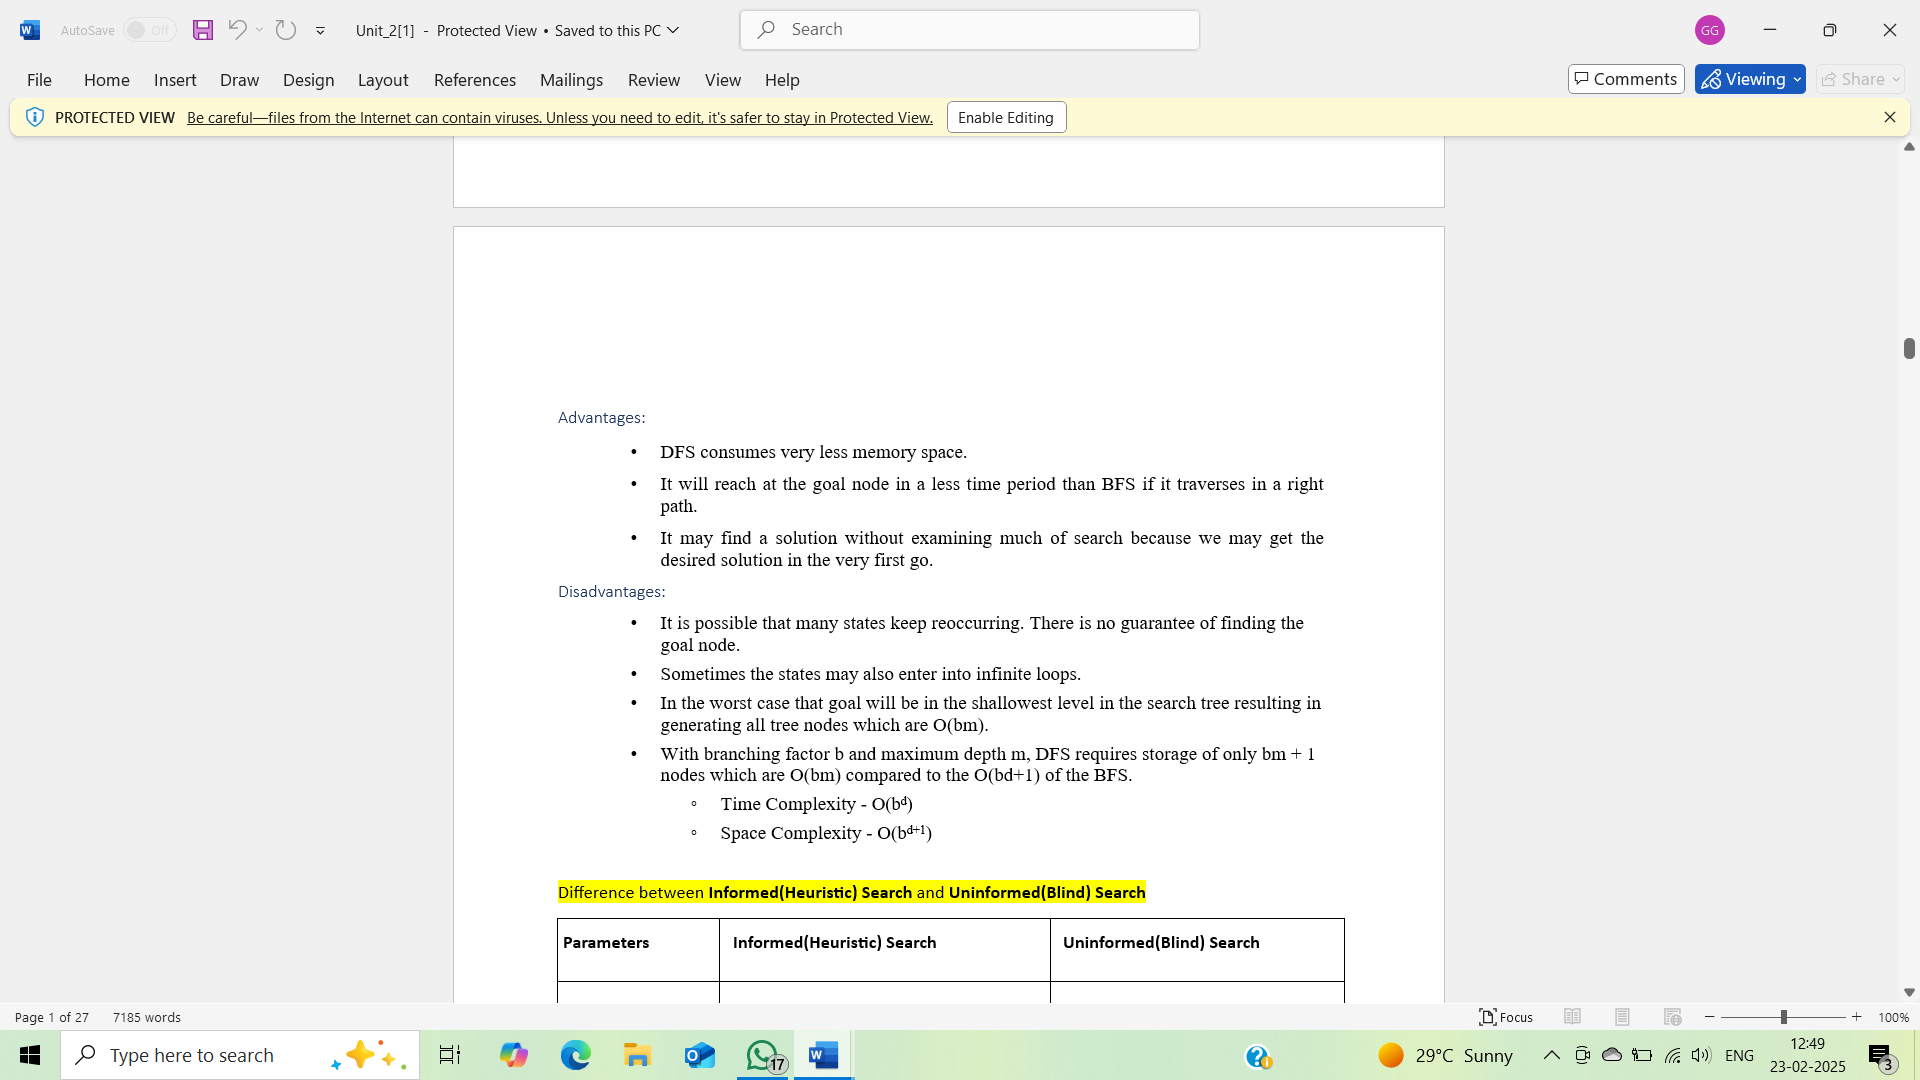 AutoSave Off Unit_2[1] - Protected View • Saved to this PC Search GG
File Home Insert Draw Design Layout References Mailings Review View Help Comments Viewing Share
PROTECTED VIEW Be careful—files from the Internet can contain viruses. Unless you need to edit, it's safer to stay in Protected View. Enable Editing
Advantages:
• DFS consumes very less memory space.
• It will reach at the goal node in a less time period than BFS if it traverses in a right
path.
• It may find a solution without examining much of search because we may get the
desired solution in the very first go.
Disadvantages:
• It is possible that many states keep reoccurring. There is no guarantee of finding the
goal node.
• Sometimes the states may also enter into infinite loops.
• In the worst case that goal will be in the shallowest level in the search tree resulting in
generating all tree nodes which are O(bm).
• With branching factor b and maximum depth m, DFS requires storage of only bm + 1
nodes which are O(bm) compared to the O(bd+1) of the BFS.
◦ Time Complexity - O(b^d)
◦ Space Complexity - O(b^d+1)
Difference between Informed(Heuristic) Search and Uninformed(Blind) Search
Parameters Informed(Heuristic) Search Uninformed(Blind) Search
Page 1 of 27 7185 words Focus 100%
Type here to search 17 29°C Sunny ENG 12:49
23-02-2025 3